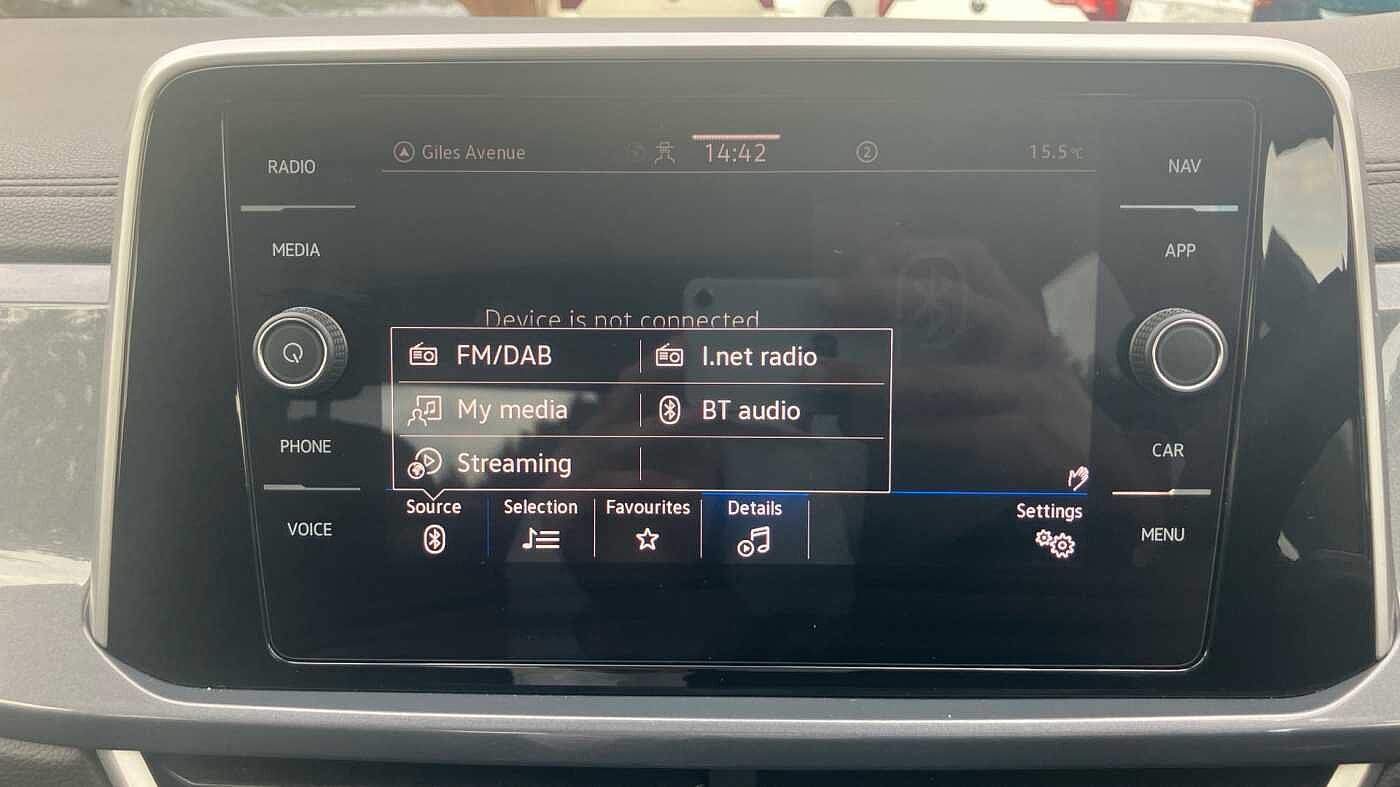 Giles Avenue
14:42
2
15.5°C
RADIO
MEDIA
PHONE
VOICE
NAV
APP
CAR
MENU
Device is not connected
FM/DAB
I.net radio
My media
BT audio
Streaming
Source
Selection
Favourites
Details
Settings